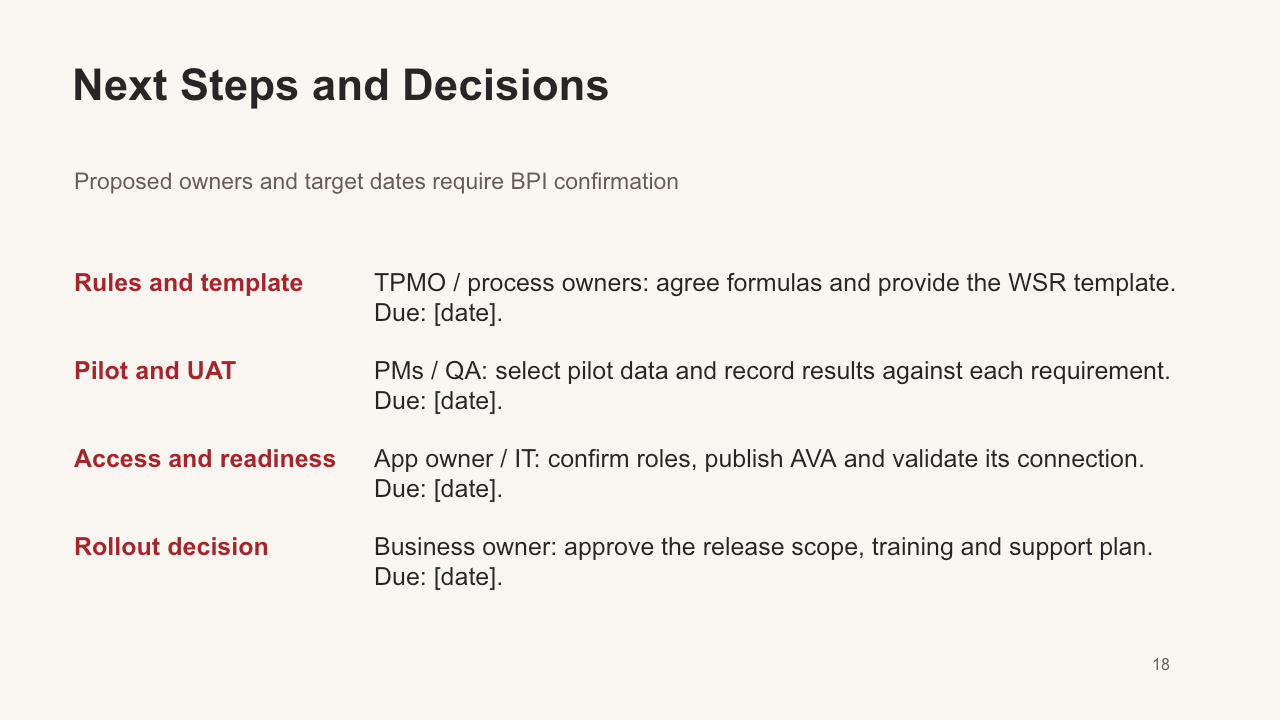 Next Steps and Decisions
Proposed owners and target dates require BPI confirmation
Rules and template
TPMO / process owners: agree formulas and provide the WSR template.
Due: [date].
Pilot and UAT
PMs / QA: select pilot data and record results against each requirement.
Due: [date].
Access and readiness
App owner / IT: confirm roles, publish AVA and validate its connection.
Due: [date].
Rollout decision
Business owner: approve the release scope, training and support plan.
Due: [date].
18